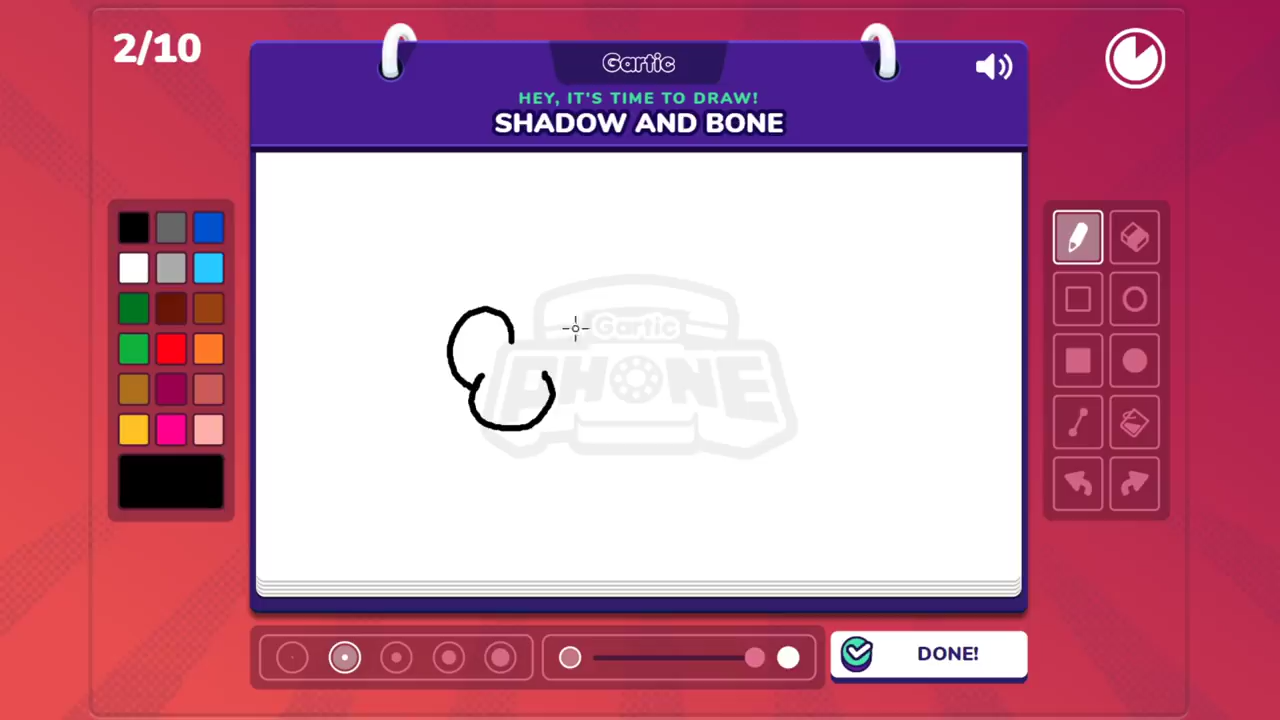 2/10
Gartic
HEY, IT'S TIME TO DRAW!
SHADOW AND BONE
Gartic
PHONE
DONE!